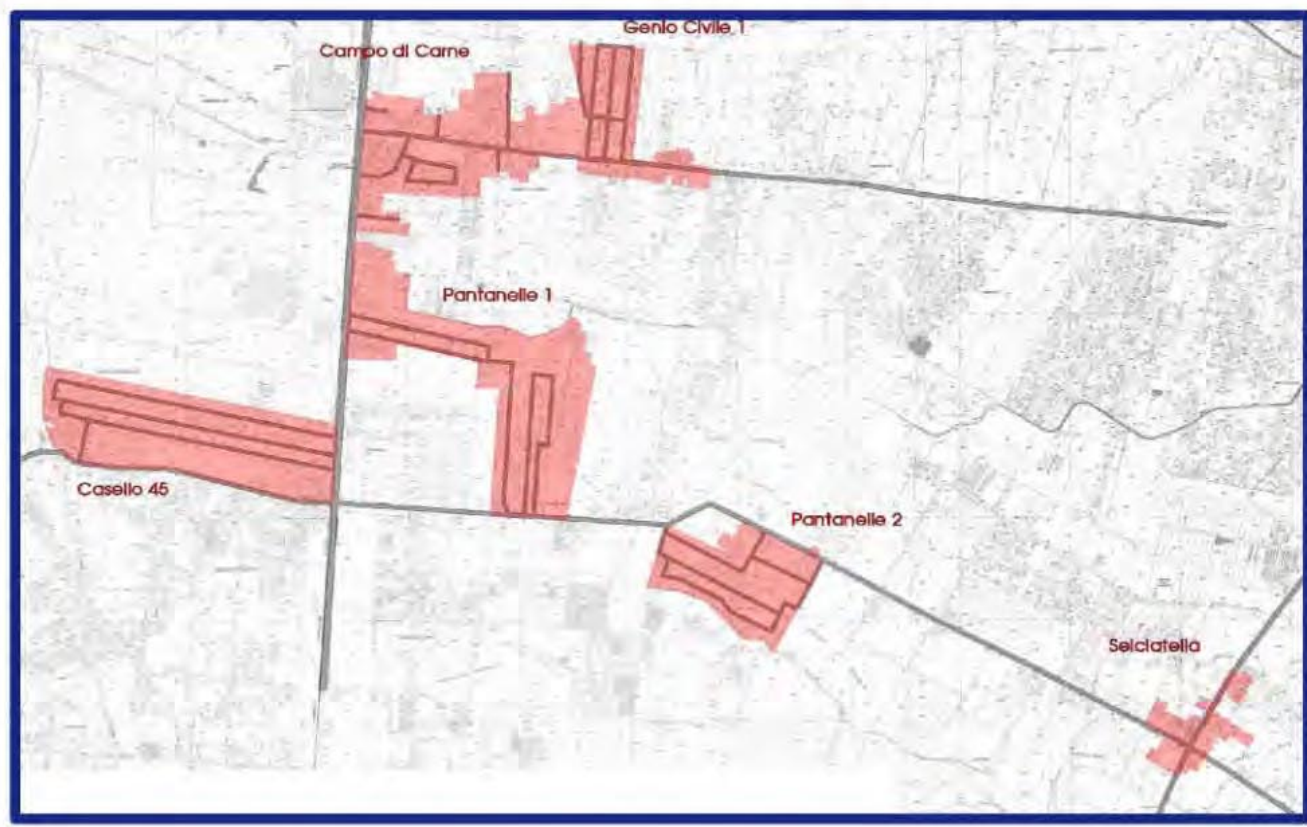 Genio Civile 1
Campo di Carne
Pantanelle 1
Casello 45
Pantanelle 2
Selciatella